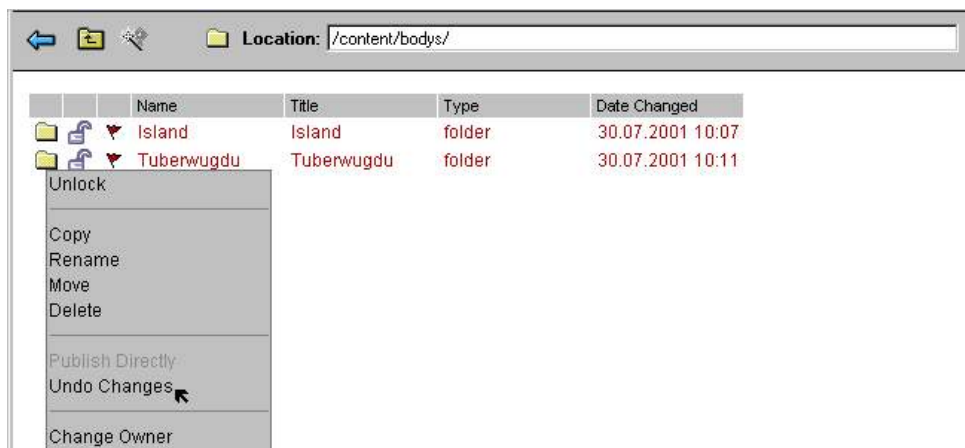 Location: /content/bodys/
Name Title Type Date Changed
Island Island folder 30.07.2001 10:07
Tuberwugdu Tuberwugdu folder 30.07.2001 10:11
Unlock
Copy
Rename
Move
Delete
Publish Directly
Undo Changes
Change Owner